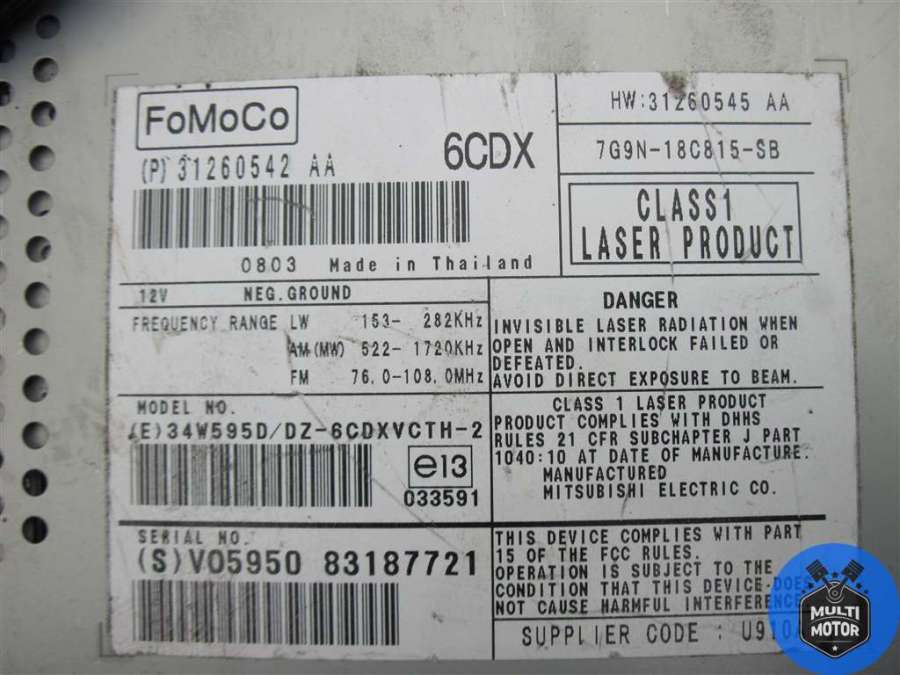 FoMoCo
(P) 31260542 AA
6CDX
0803 Made in Thailand
HW:31260545 AA
7G9N-18C815-SB
CLASS1
LASER PRODUCT
12V NEG.GROUND
FREQUENCY RANGE LW 153- 282KHz
AM(MW) 522- 1720KHz
FM 76.0-108.0MHz
DANGER
INVISIBLE LASER RADIATION WHEN
OPEN AND INTERLOCK FAILED OR
DEFEATED.
AVOID DIRECT EXPOSURE TO BEAM.
MODEL NO.
(E)34W595D/DZ-6CDXVCTH-2
e13
033591
CLASS 1 LASER PRODUCT
PRODUCT COMPLIES WITH DHHS
RULES 21 CFR SUBCHAPTER J PART
1040:10 AT DATE OF MANUFACTURE.
MANUFACTURED
MITSUBISHI ELECTRIC CO.
SERIAL NO.
(S)V05950 83187721
THIS DEVICE COMPLIES WITH PART
15 OF THE FCC RULES.
OPERATION IS SUBJECT TO THE
CONDITION THAT THIS DEVICE DOES
NOT CAUSE HARMFUL INTERFERENCE
SUPPLIER CODE :
MULTI
MOTOR